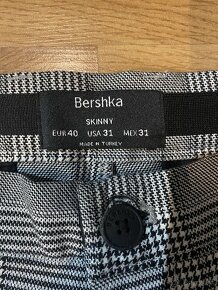 Bershka
SKINNY
EUR 40 USA 31 MEX 31
MADE IN TURKEY